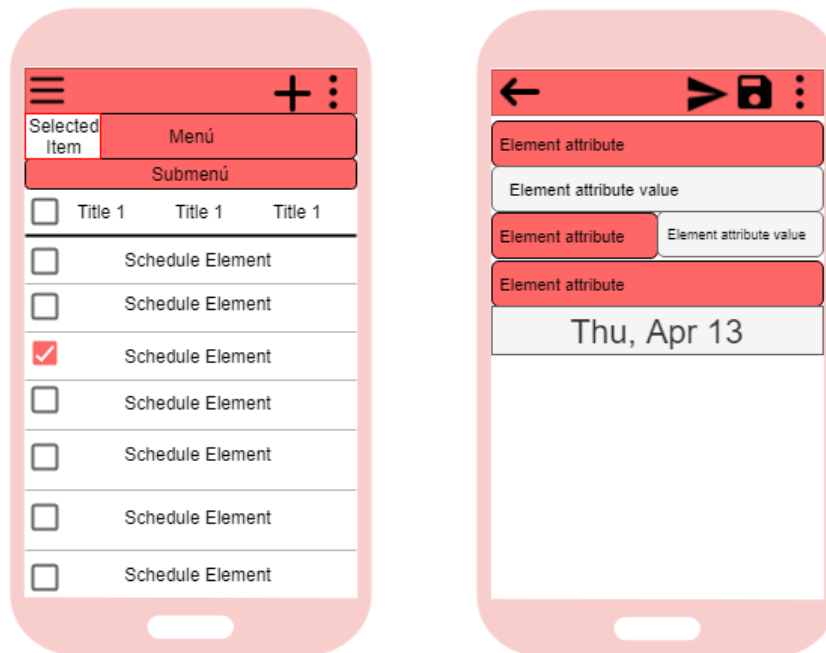 Selected
Item
Menú
Submenú
Title 1 Title 1 Title 1
Schedule Element
Schedule Element
Schedule Element
Schedule Element
Schedule Element
Schedule Element
Schedule Element
Element attribute
Element attribute value
Element attribute
Element attribute value
Element attribute
Thu, Apr 13